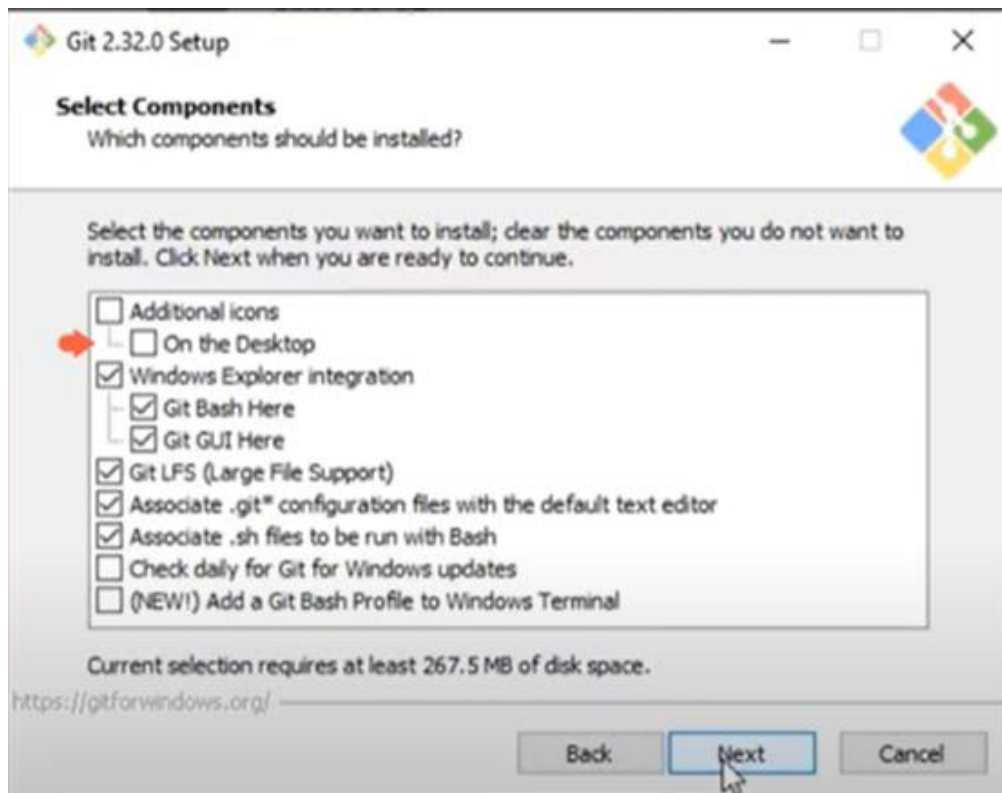 Git 2.32.0 Setup
Select Components
Which components should be installed?
Select the components you want to install; clear the components you do not want to
install. Click Next when you are ready to continue.
Additional icons
On the Desktop
Windows Explorer integration
Git Bash Here
Git GUI Here
Git LFS (Large File Support)
Associate .git* configuration files with the default text editor
Associate .sh files to be run with Bash
Check daily for Git for Windows updates
(NEW!) Add a Git Bash Profile to Windows Terminal
Current selection requires at least 267.5 MB of disk space.
https://gitforwindows.org/
Back Next Cancel